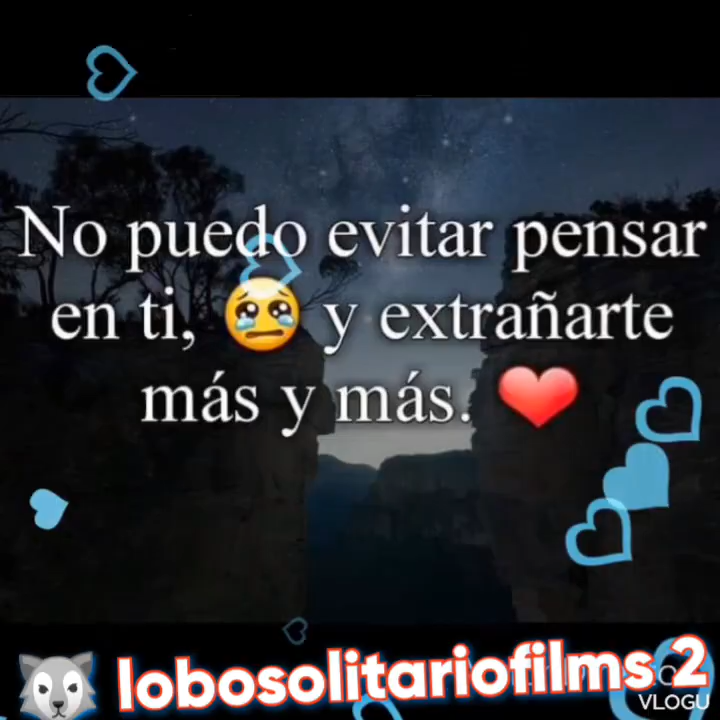 No puedo evitar pensar
en ti, 😢 y extrañarte
más y más. ❤
lobosolitariofilms 2
VLOGU